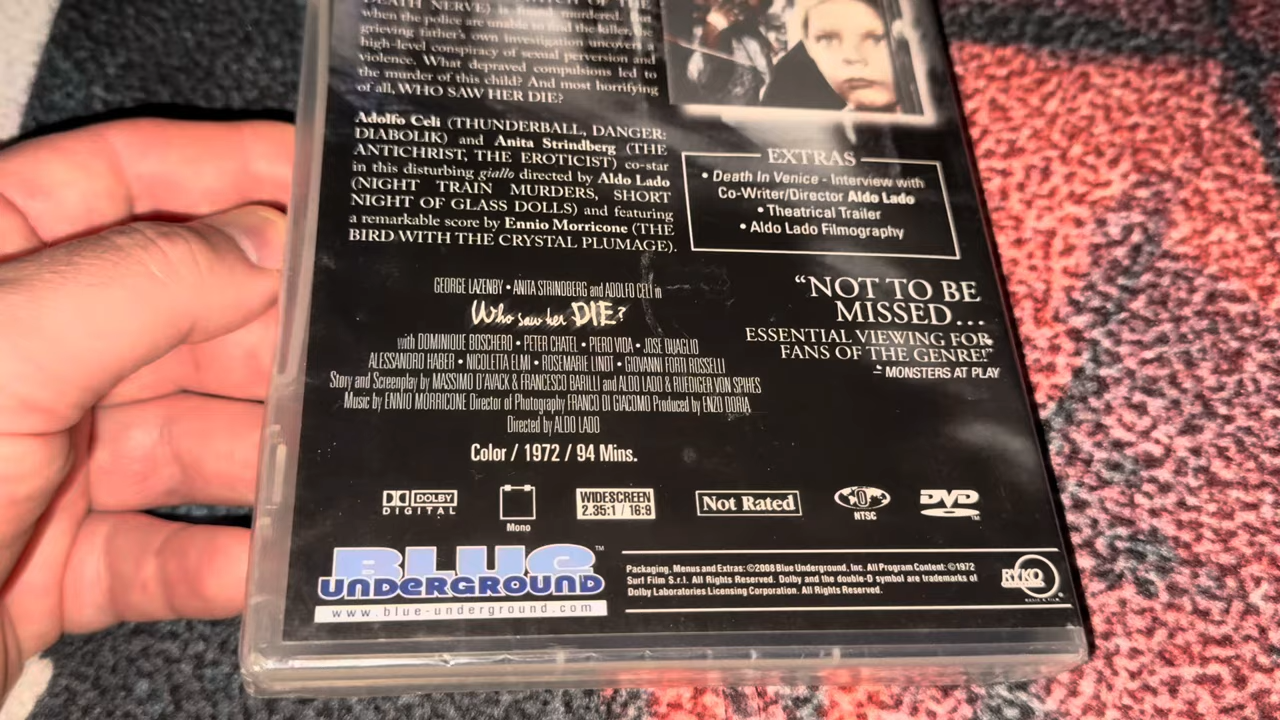 DEATH NERVE) is found murdered. But
when the police are unable to find the killer, the
grieving father's own investigation uncovers a
high-level conspiracy of sexual perversion and
violence. What depraved compulsions led to
the murder of this child? And most horrifying
of all, WHO SAW HER DIE?
Adolfo Celi (THUNDERBALL, DANGER:
DIABOLIK) and Anita Strindberg (THE
ANTICHRIST, THE EROTICIST) co-star
in this disturbing giallo directed by Aldo Lado
(NIGHT TRAIN MURDERS, SHORT
NIGHT OF GLASS DOLLS) and featuring
a remarkable score by Ennio Morricone (THE
BIRD WITH THE CRYSTAL PLUMAGE).
EXTRAS
• Death In Venice - Interview with
Co-Writer/Director Aldo Lado
• Theatrical Trailer
• Aldo Lado Filmography
GEORGE LAZENBY • ANITA STRINDBERG and ADOLFO CELI in
Who saw her DIE?
with DOMINIQUE BOSCHERO • PETER CHATEL • PIERO VIDA • JOSE QUAGLIO
ALESSANDRO HABER • NICOLETTA ELMI • ROSEMARIE LINDT • GIOVANNI FORTI ROSSELLI
Story and Screenplay by MASSIMO D'AVACK & FRANCESCO BARILLI and ALDO LADO & RUEDIGER VON SPIHES
Music by ENNIO MORRICONE Director of Photography FRANCO DI GIACOMO Produced by ENZO DORIA
Directed by ALDO LADO
Color / 1972 / 94 Mins.
"NOT TO BE
MISSED...
ESSENTIAL VIEWING FOR
FANS OF THE GENRE!"
- MONSTERS AT PLAY
DOLBY
DIGITAL
Mono
WIDESCREEN
2.35:1 / 16:9
Not Rated
0
NTSC
DVD
TM
BLUE ™
UNDERGROUND
www.blue-underground.com
Packaging, Menus and Extras: ©2008 Blue Underground, Inc. All Program Content: ©1972
Surf Film S.r.l. All Rights Reserved. Dolby and the double-D symbol are trademarks of
Dolby Laboratories Licensing Corporation. All Rights Reserved.
RYKO